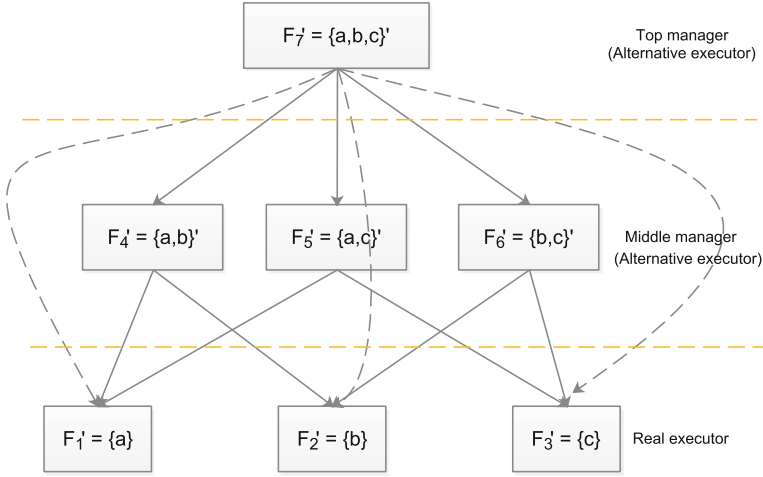 F7' = {a,b,c}'
Top manager
(Alternative executor)
F4' = {a,b}'
F5' = {a,c}'
F6' = {b,c}'
Middle manager
(Alternative executor)
F1' = {a}
F2' = {b}
F3' = {c}
Real executor